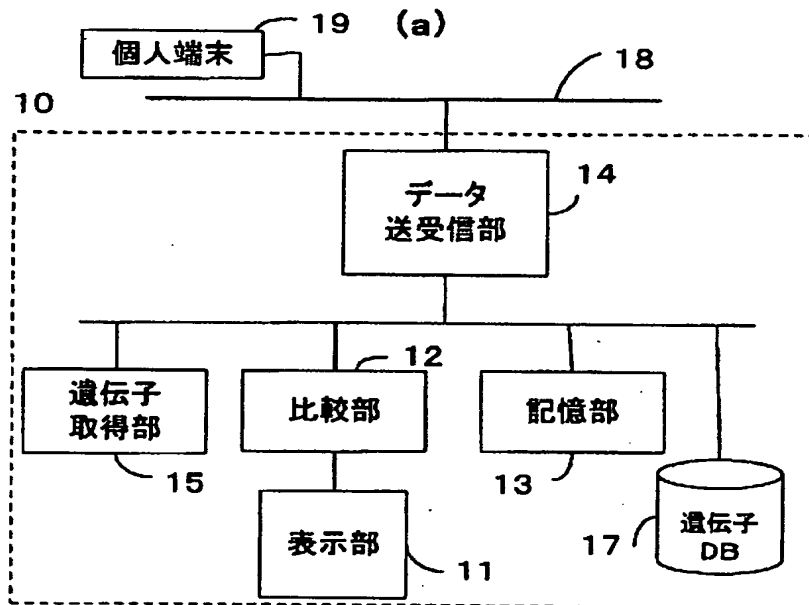 19 (a)
個人端末
18
10
データ
送受信部
14
12
遺伝子
取得部
比較部
記憶部
15
13
表示部
11
17
遺伝子
DB